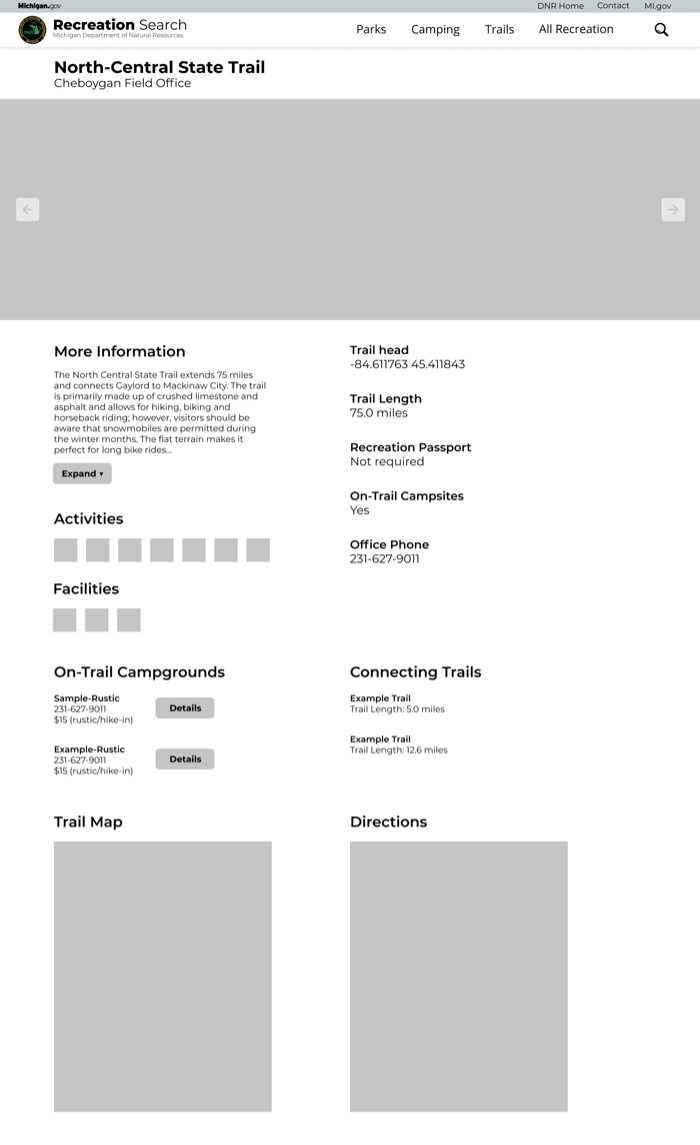 Michigan.gov
DNR Home Contact MI.gov
Recreation Search
Michigan Department of Natural Resources
Parks Camping Trails All Recreation
North-Central State Trail
Cheboygan Field Office
More Information
The North Central State Trail extends 75 miles
and connects Gaylord to Mackinaw City. The trail
is primarily made up of crushed limestone and
asphalt and allows for hiking, biking and
horseback riding; however, visitors should be
aware that snowmobiles are permitted during
the winter months. The flat terrain makes it
perfect for long bike rides...
Expand ▾
Activities
Facilities
Trail head
-84.611763 45.411843
Trail Length
75.0 miles
Recreation Passport
Not required
On-Trail Campsites
Yes
Office Phone
231-627-9011
On-Trail Campgrounds
Sample-Rustic
231-627-9011
$15 (rustic/hike-in)
Details
Example-Rustic
231-627-9011
$15 (rustic/hike-in)
Details
Connecting Trails
Example Trail
Trail Length: 5.0 miles
Example Trail
Trail Length: 12.6 miles
Trail Map
Directions